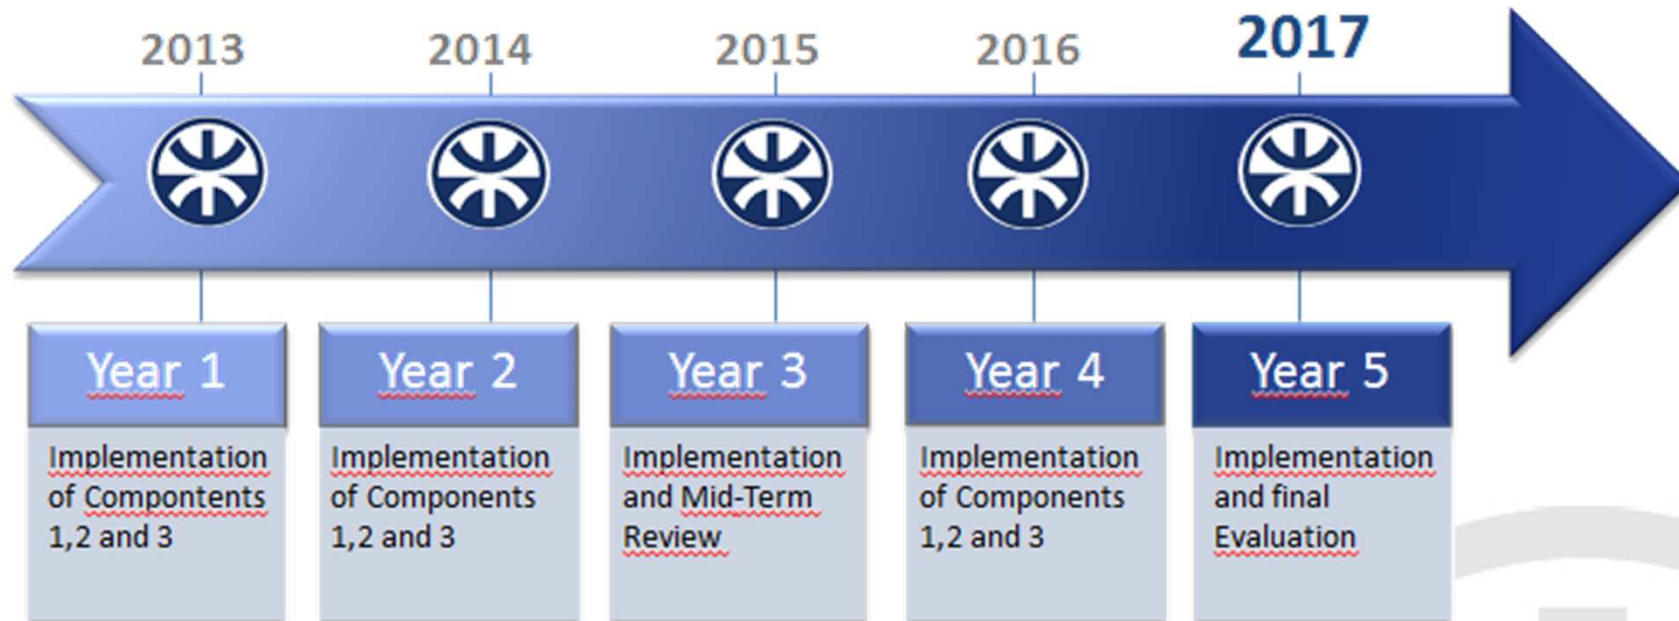 2013
2014
2015
2016
2017
Year 1
Year 2
Year 3
Year 4
Year 5
Implementation
of Compontents
1,2 and 3
Implementation
of Components
1,2 and 3
Implementation
and Mid-Term
Review
Implementation
of Components
1,2 and 3
Implementation
and final
Evaluation